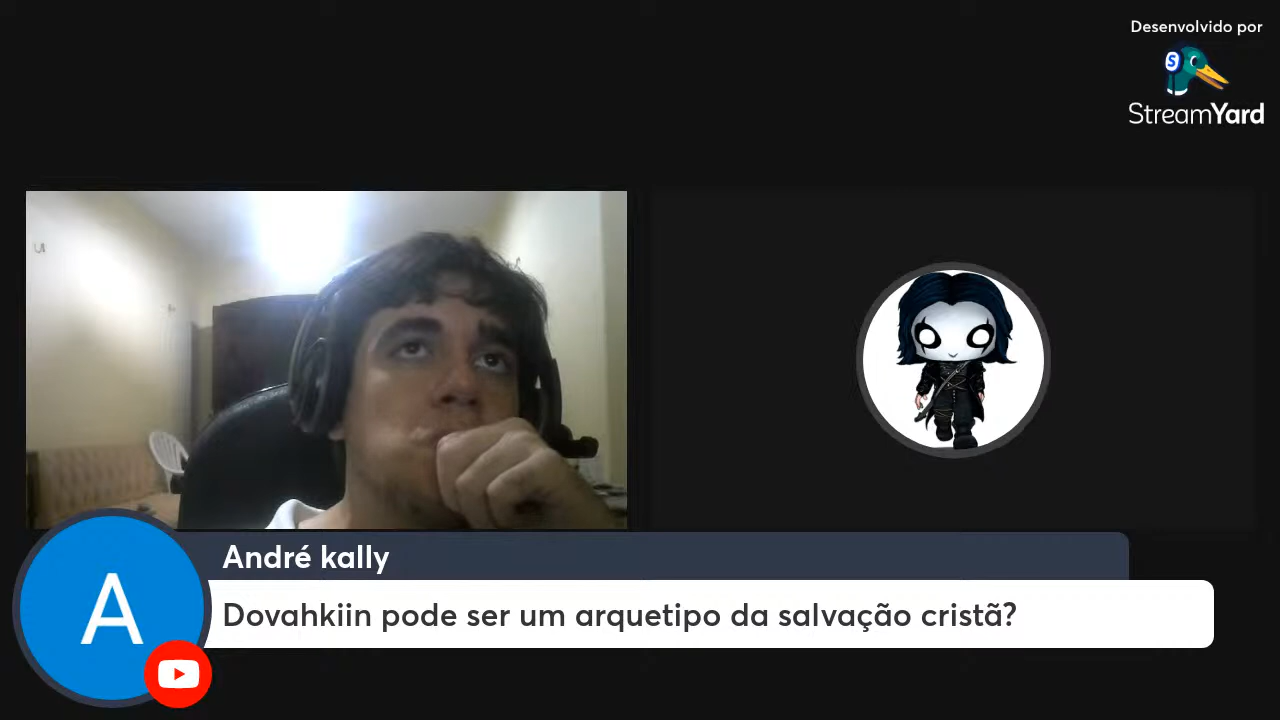 Desenvolvido por
StreamYard
André kally
A
Dovahkiin pode ser um arquetipo da salvação cristã?